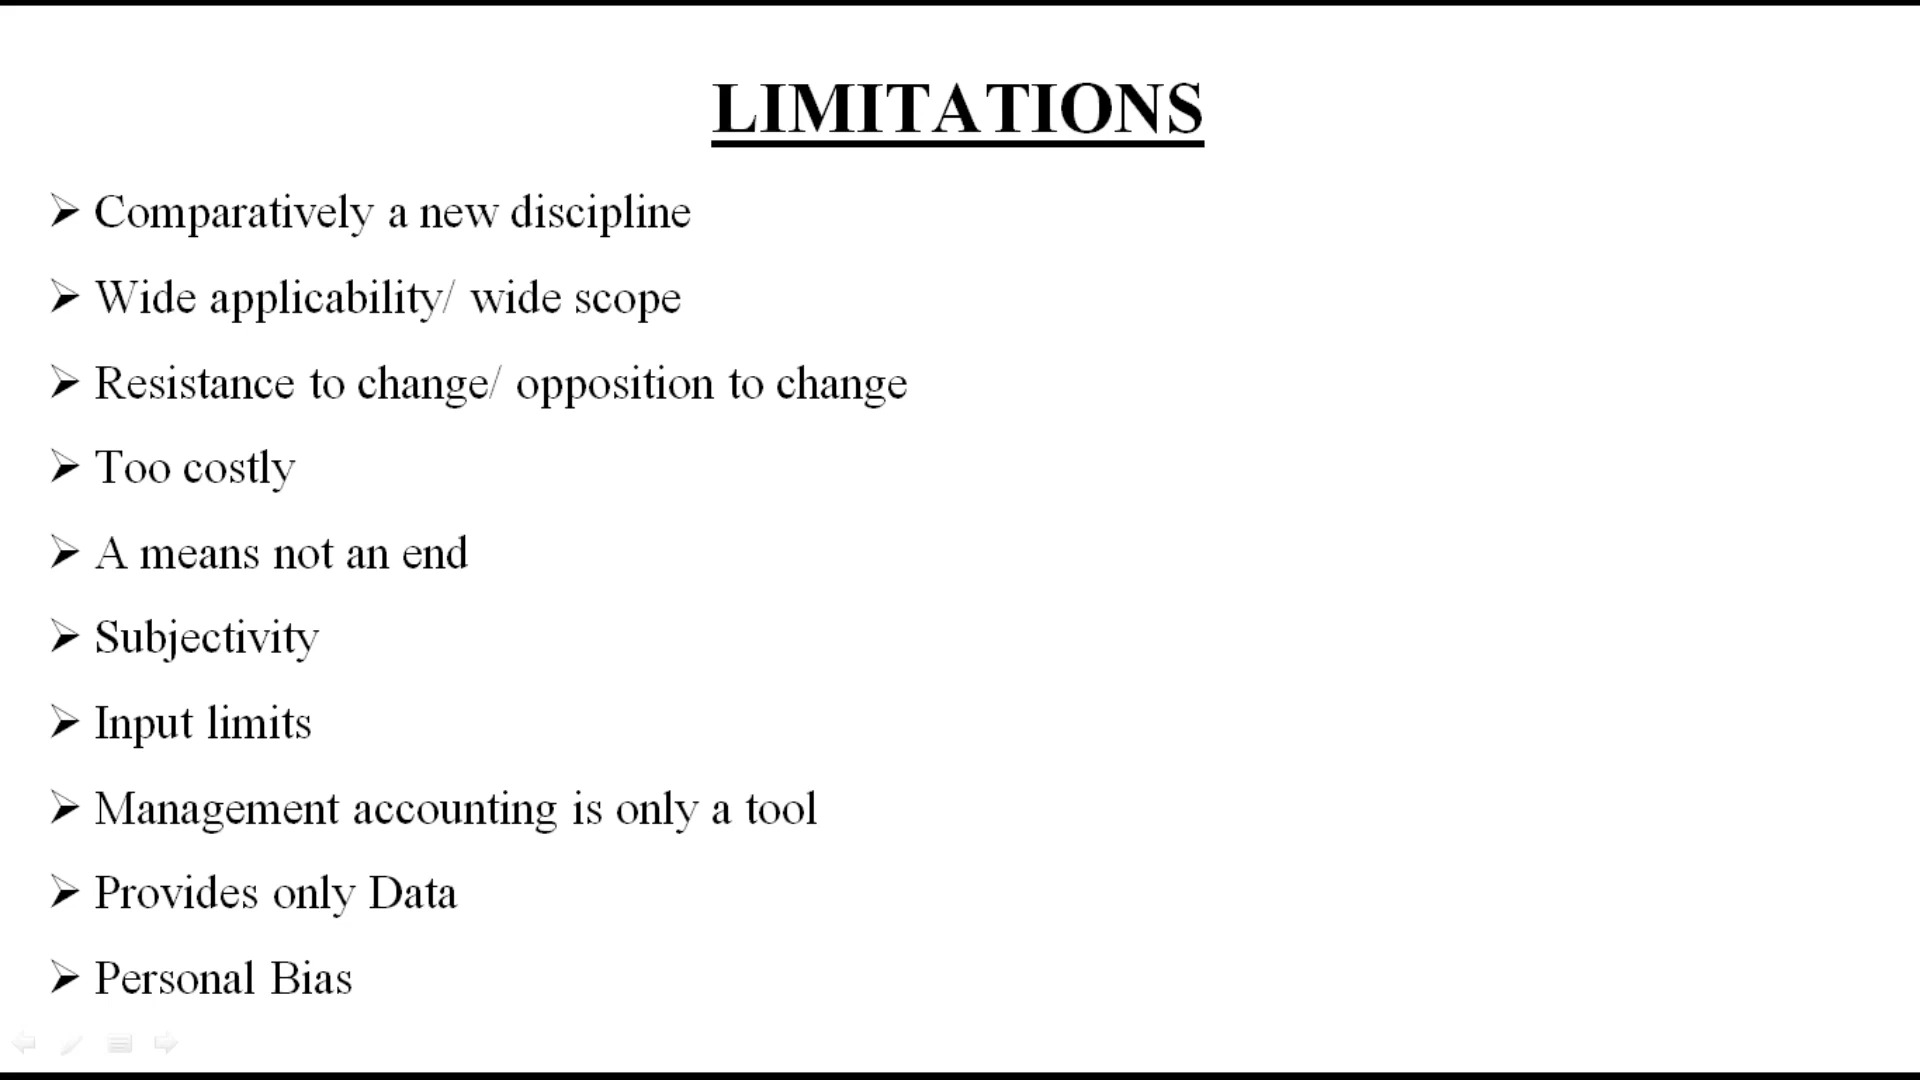 LIMITATIONS
➢ Comparatively a new discipline
➢ Wide applicability/ wide scope
➢ Resistance to change/ opposition to change
➢ Too costly
➢ A means not an end
➢ Subjectivity
➢ Input limits
➢ Management accounting is only a tool
➢ Provides only Data
➢ Personal Bias